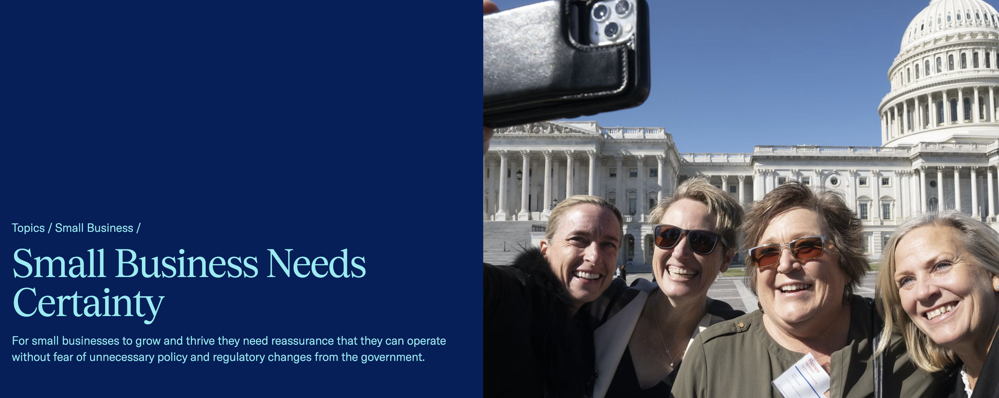 Topics / Small Business /
Small Business Needs
Certainty
For small businesses to grow and thrive they need reassurance that they can operate
without fear of unnecessary policy and regulatory changes from the government.
Renee